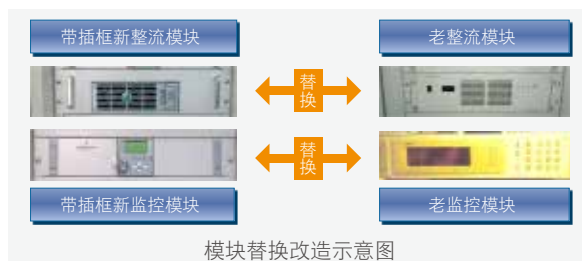 带插框新整流模块
老整流模块
替换
替换
带插框新监控模块
老监控模块
模块替换改造示意图